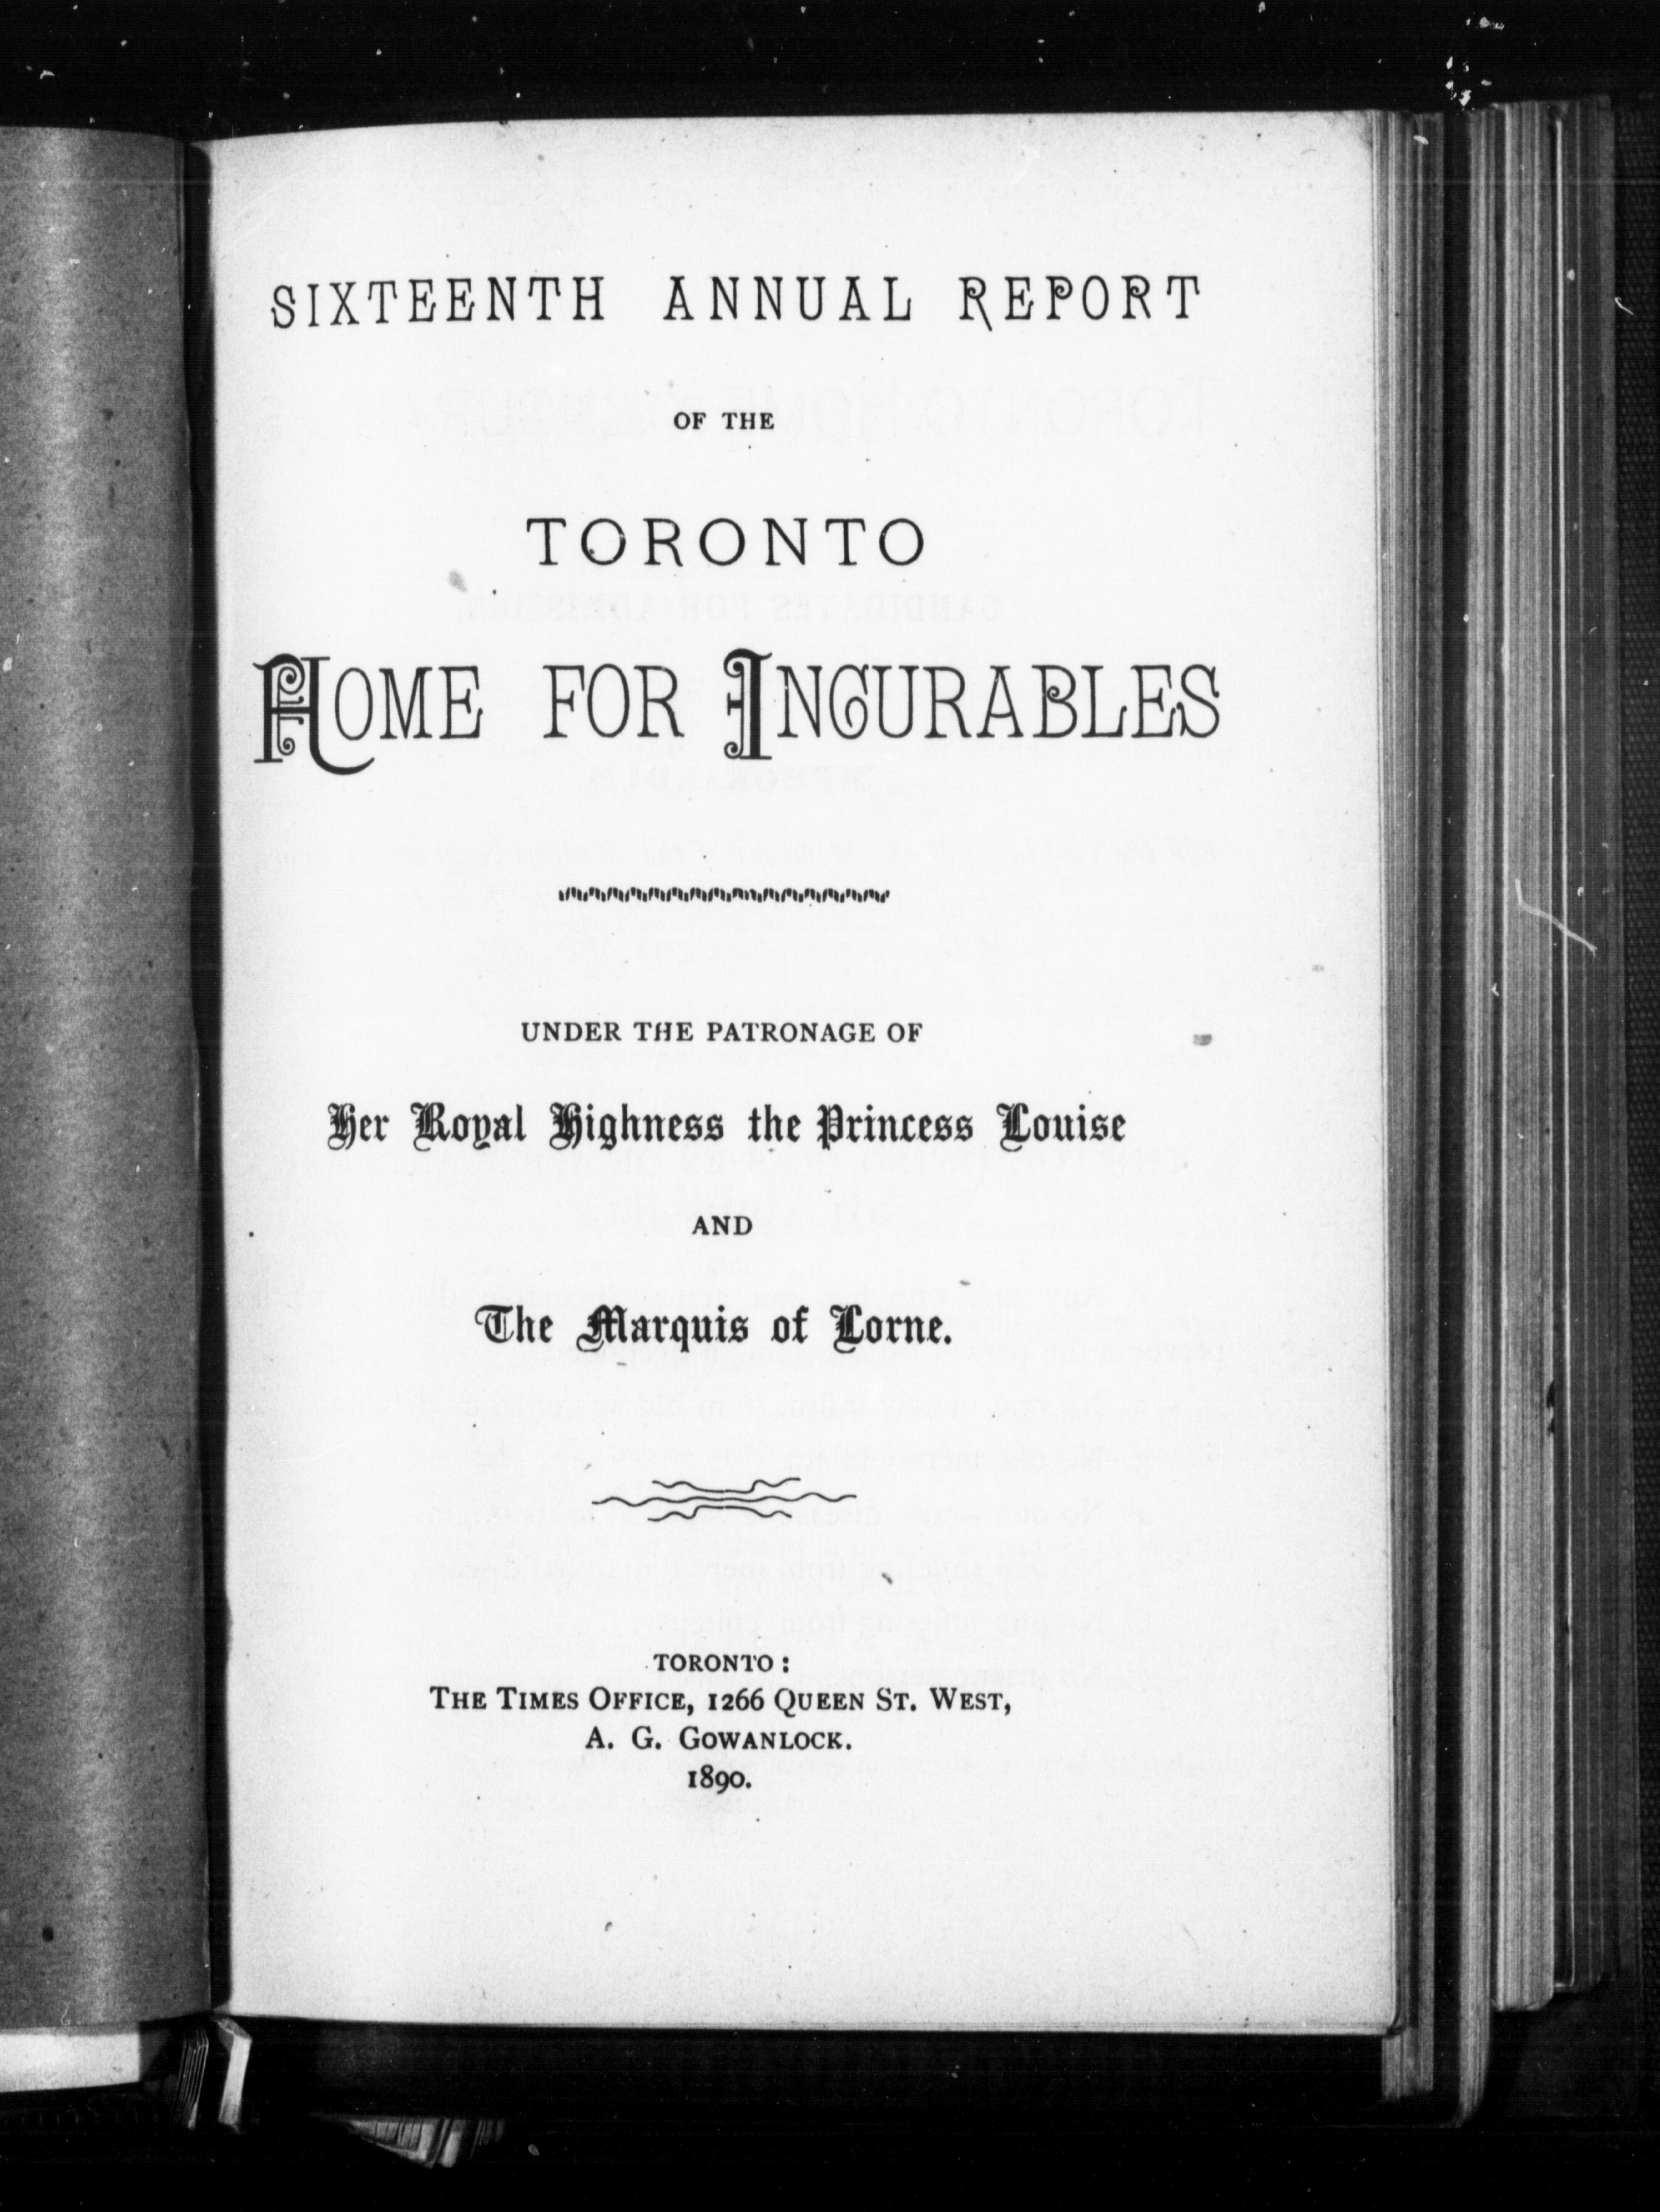 SIXTEENTH ANNUAL REPORT
OF THE
TORONTO
HOME FOR INCURABLES
UNDER THE PATRONAGE OF
Her Royal Highness the Princess Louise
AND
The Marquis of Lorne.
TORONTO:
THE TIMES OFFICE, 1266 QUEEN ST. WEST,
A. G. GOWANLOCK.
1890.